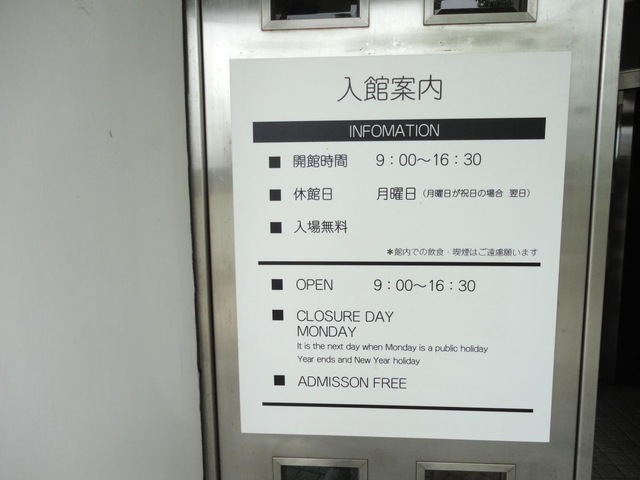 入館案内
INFOMATION
■ 開館時間 9：00～16：30
■ 休館日 月曜日（月曜日が祝日の場合 翌日）
■ 入場無料
＊館内での飲食・喫煙はご遠慮願います
■ OPEN 9：00～16：30
■ CLOSURE DAY
MONDAY
It is the next day when Monday is a public holiday
Year ends and New Year holiday
■ ADMISSON FREE